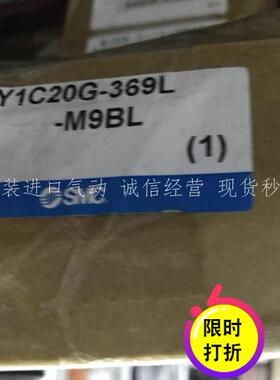 Y1C20G-369L
-M9BL
(1)
SMC
装进口气动 诚信经营 现货秒
限时
打折